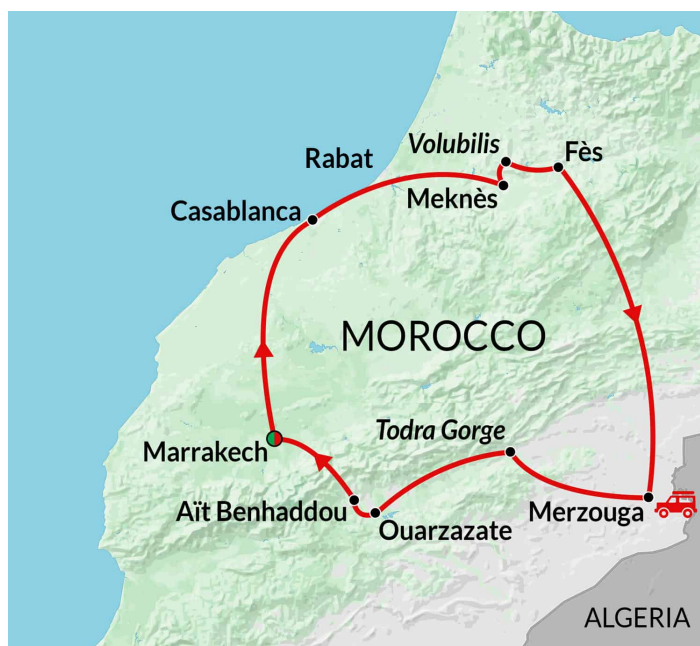 Volubilis
Fès
Rabat
Meknès
Casablanca
MOROCCO
Todra Gorge
Marrakech
Aït Benhaddou
Merzouga
Ouarzazate
ALGERIA